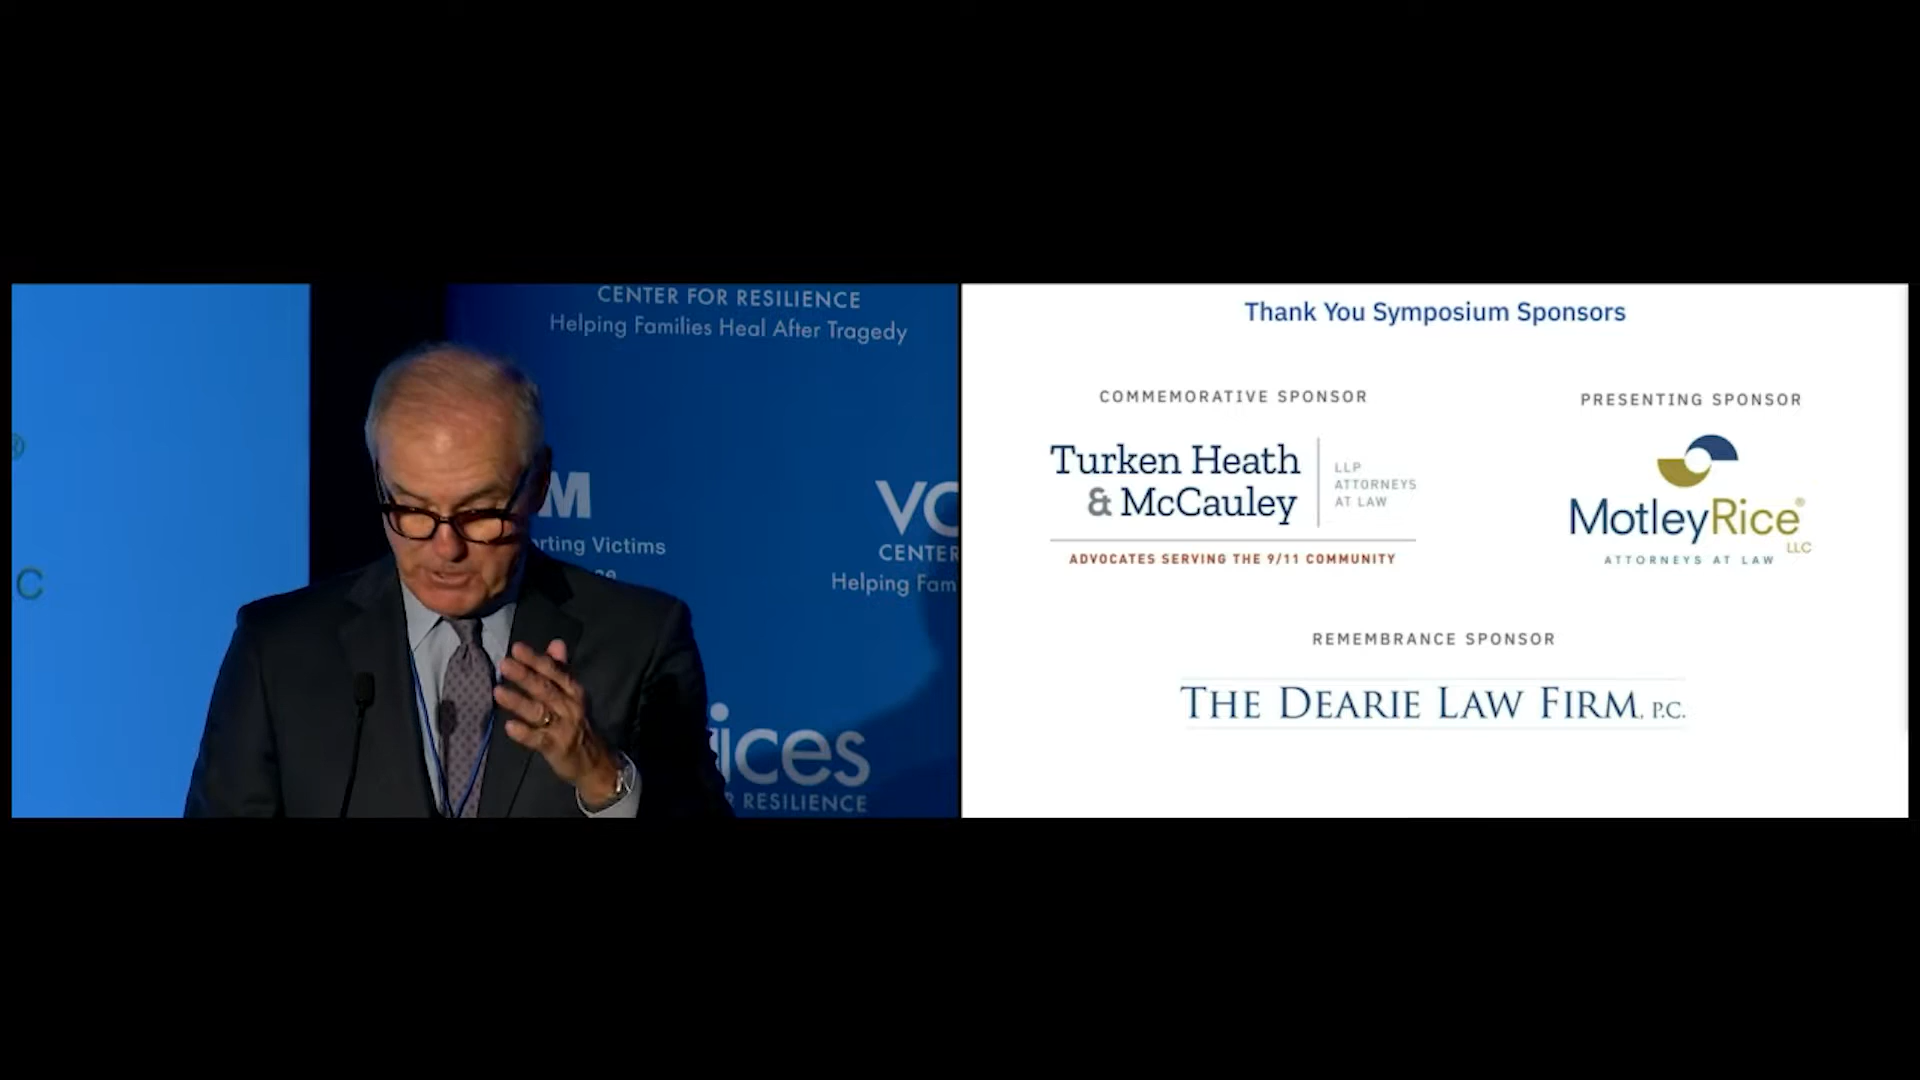 CENTER FOR RESILIENCE
Helping Families Heal After Tragedy
M
rting Victims
VO
CENTER
Helping Fam
®
C
ices
R RESILIENCE
Thank You Symposium Sponsors
COMMEMORATIVE SPONSOR
Turken Heath
& McCauley
LLP
ATTORNEYS
AT LAW
ADVOCATES SERVING THE 9/11 COMMUNITY
PRESENTING SPONSOR
MotleyRice®
LLC
ATTORNEYS AT LAW
REMEMBRANCE SPONSOR
THE DEARIE LAW FIRM, P.C.